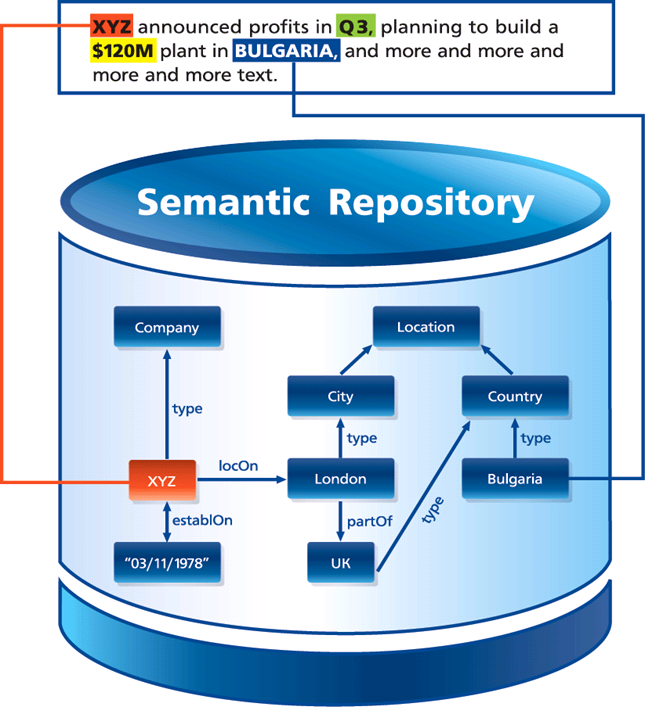 XYZ announced profits in Q3, planning to build a
$120M plant in BULGARIA, and more and more and
more and more text.
Semantic Repository
Company
Location
City
Country
type
type
type
XYZ
locOn
London
Bulgaria
establOn
partOf
type
"03/11/1978"
UK